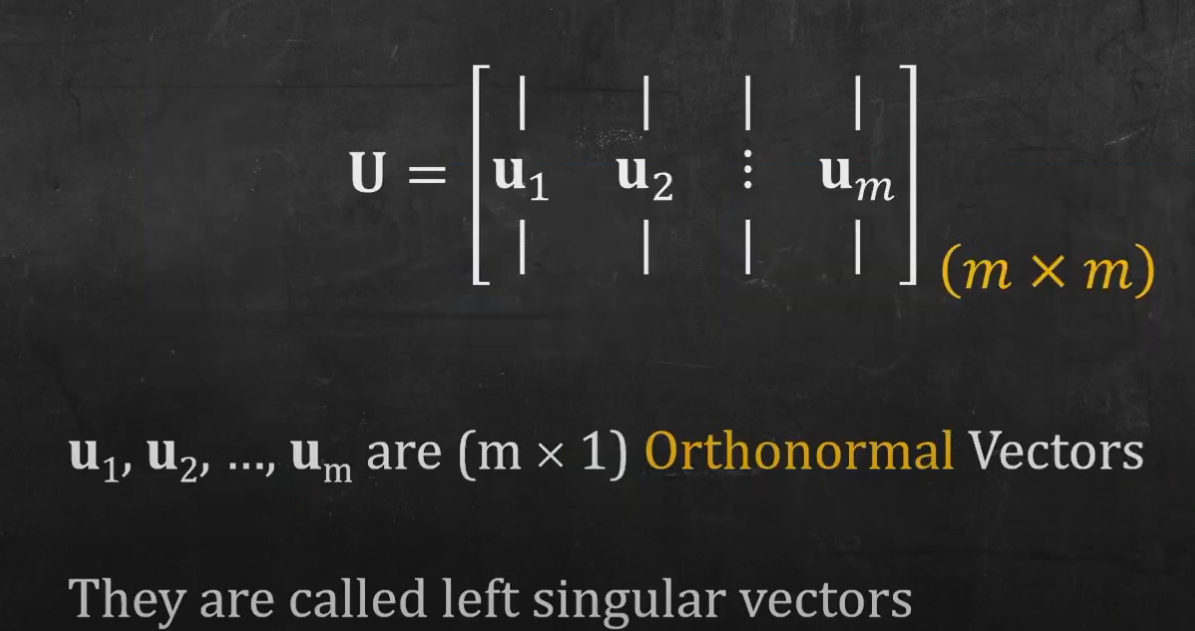 U = [ | | | |
u₁ u₂ ⋮ uₘ
| | | | ]
(m × m)
u₁, u₂, ..., uₘ are (m × 1) Orthonormal Vectors
They are called left singular vectors